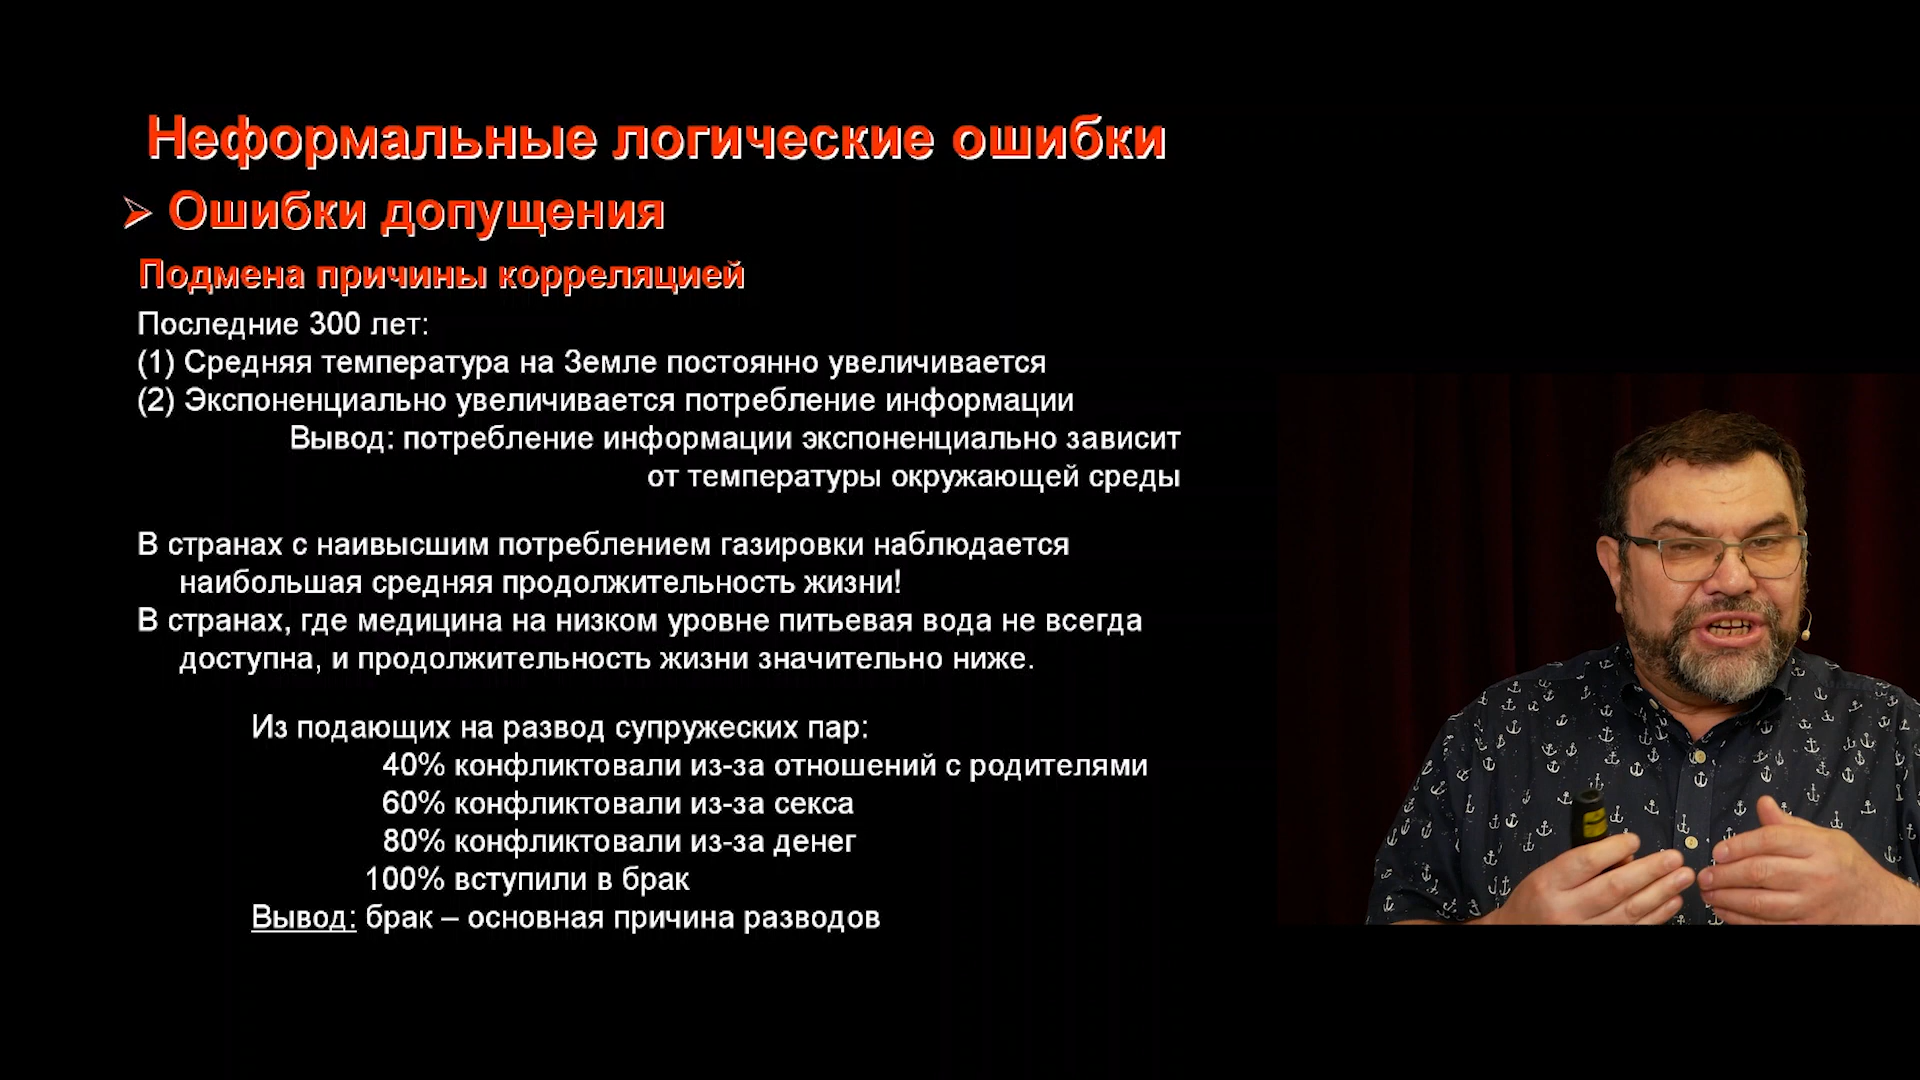 Неформальные логические ошибки
Ошибки допущения
Подмена причины корреляцией
Последние 300 лет:
(1) Средняя температура на Земле постоянно увеличивается
(2) Экспоненциально увеличивается потребление информации
Вывод: потребление информации экспоненциально зависит
от температуры окружающей среды
В странах с наивысшим потреблением газировки наблюдается
наибольшая средняя продолжительность жизни!
В странах, где медицина на низком уровне питьевая вода не всегда
доступна, и продолжительность жизни значительно ниже.
Из подающих на развод супружеских пар:
40% конфликтовали из-за отношений с родителями
60% конфликтовали из-за секса
80% конфликтовали из-за денег
100% вступили в брак
Вывод: брак – основная причина разводов